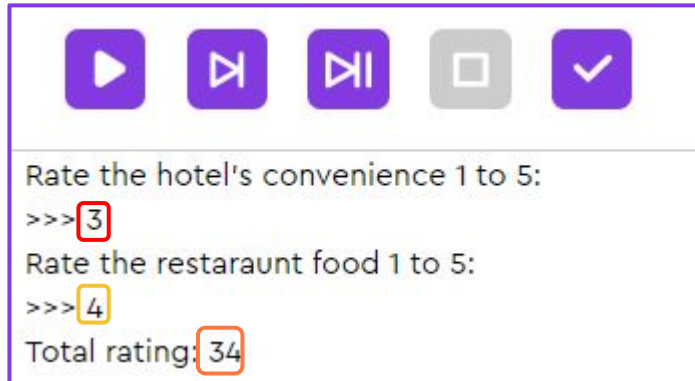 Rate the hotel's convenience 1 to 5:
>>> 3
Rate the restaraunt food 1 to 5:
>>> 4
Total rating: 34